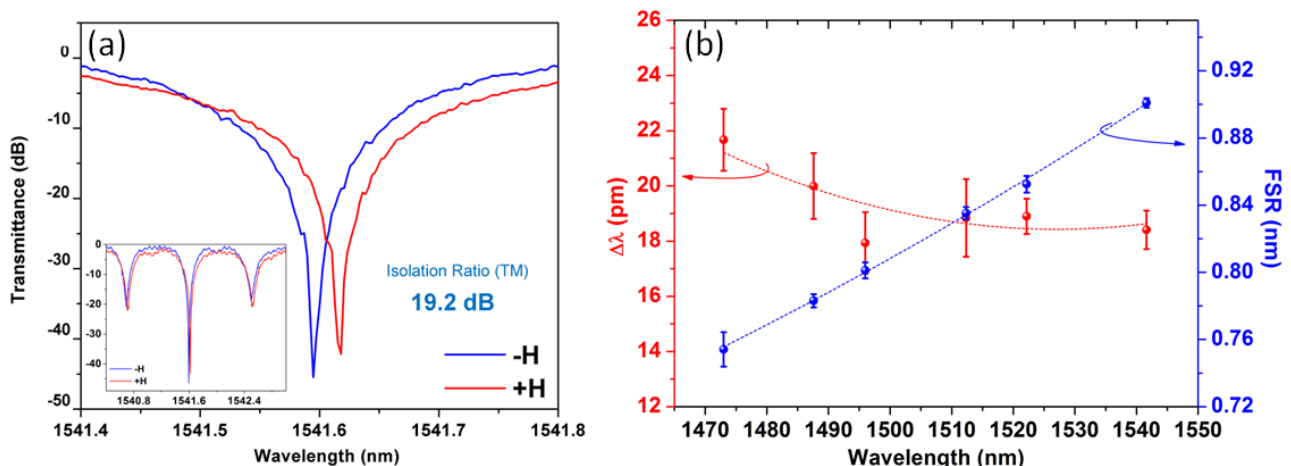 (a)
0
-10
-20
-30
-40
-50
Transmittance (dB)
1541.4 1541.5 1541.6 1541.7 1541.8
Wavelength (nm)
Isolation Ratio (TM)
19.2 dB
-H
+H
0
-10
-20
-30
-40
-H
+H
1540.8 1541.6 1542.4
(b)
26
24
22
20
18
16
14
12
Δλ (pm)
1470 1480 1490 1500 1510 1520 1530 1540 1550
Wavelength (nm)
0.92
0.88
0.84
0.80
0.76
0.72
FSR (nm)